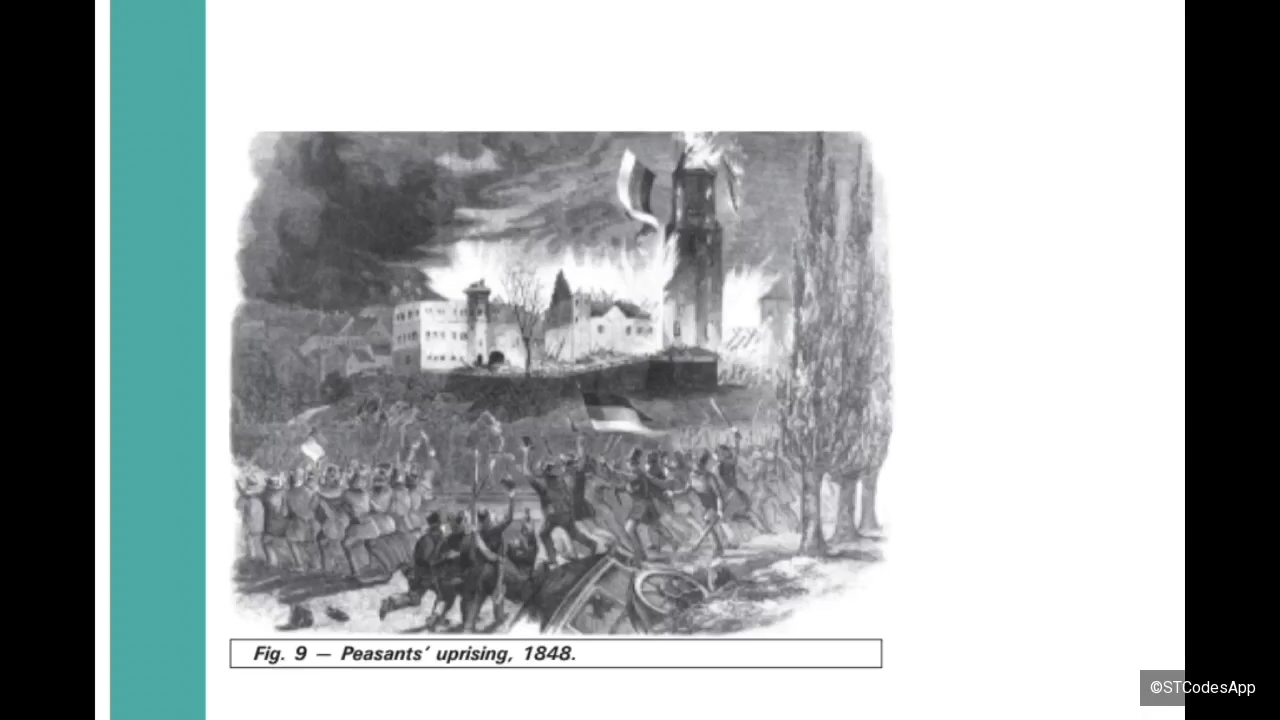 Fig. 9 — Peasants’ uprising, 1848.
©STCodesApp